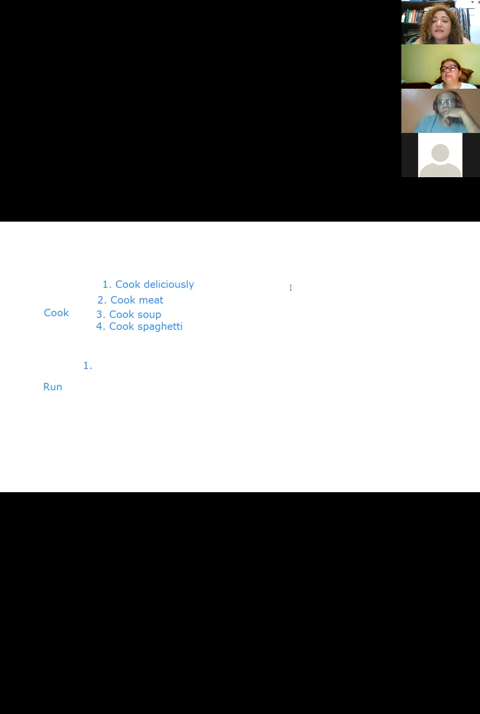 1. Cook deliciously
2. Cook meat
Cook
3. Cook soup
4. Cook spaghetti
1.
Run